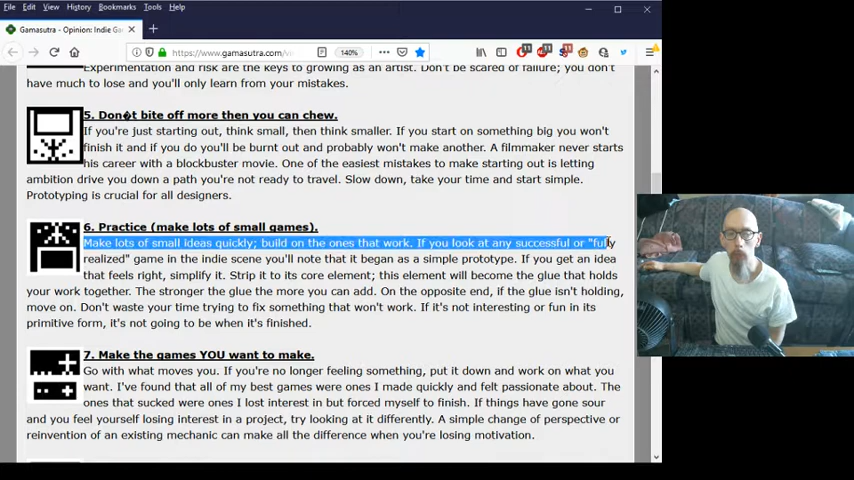 File Edit View History Bookmarks Tools Help
Gamasutra - Opinion: Indie Ga
https://www.gamasutra.com/v
140%
11 11 11
Experimentation and risk are the keys to growing as an artist. Don't be scared of failure; you don't
have much to lose and you'll only learn from your mistakes.
5. Don�t bite off more then you can chew.
If you're just starting out, think small, then think smaller. If you start on something big you won't
finish it and if you do you'll be burnt out and probably won't make another. A filmmaker never starts
his career with a blockbuster movie. One of the easiest mistakes to make starting out is letting
ambition drive you down a path you're not ready to travel. Slow down, take your time and start simple.
Prototyping is crucial for all designers.
6. Practice (make lots of small games).
Make lots of small ideas quickly; build on the ones that work. If you look at any successful or "fully
realized" game in the indie scene you'll note that it began as a simple prototype. If you get an idea
that feels right, simplify it. Strip it to its core element; this element will become the glue that holds
your work together. The stronger the glue the more you can add. On the opposite end, if the glue isn't holding,
move on. Don't waste your time trying to fix something that won't work. If it's not interesting or fun in its
primitive form, it's not going to be when it's finished.
7. Make the games YOU want to make.
Go with what moves you. If you're no longer feeling something, put it down and work on what you
want. I've found that all of my best games were ones I made quickly and felt passionate about. The
ones that sucked were ones I lost interest in but forced myself to finish. If things have gone sour
and you feel yourself losing interest in a project, try looking at it differently. A simple change of perspective or
reinvention of an existing mechanic can make all the difference when you're losing motivation.